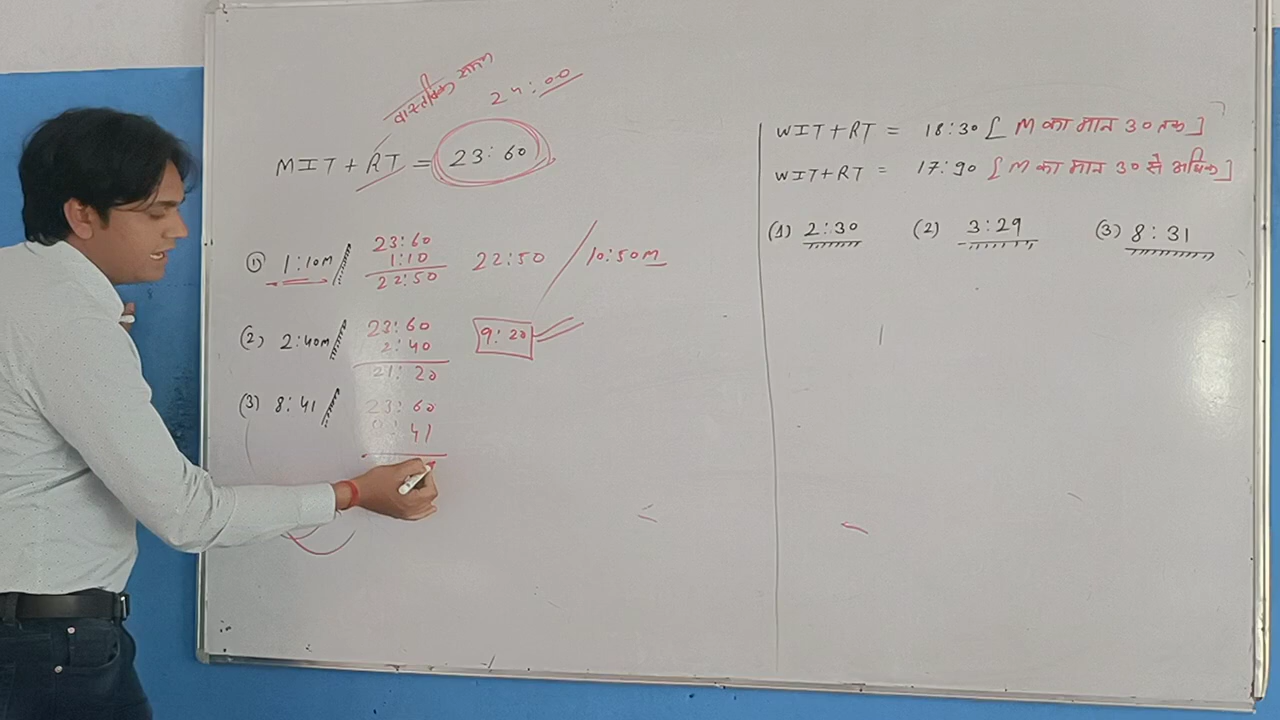 वास्तविक समय
24:00
MIT + RT = 23:60
(1) 1:10M
23:60
1:10
22:50
22:50
10:50M
(2) 2:40M
23:60
2:40
21:20
9:20
(3) 8:41
23:60
8:41
WIT+RT = 18:30 [ M का मान 30 तक ]
WIT+RT = 17:90 [ M का मान 30 से अधिक ]
(1) 2:30 (2) 3:29 (3) 8:31